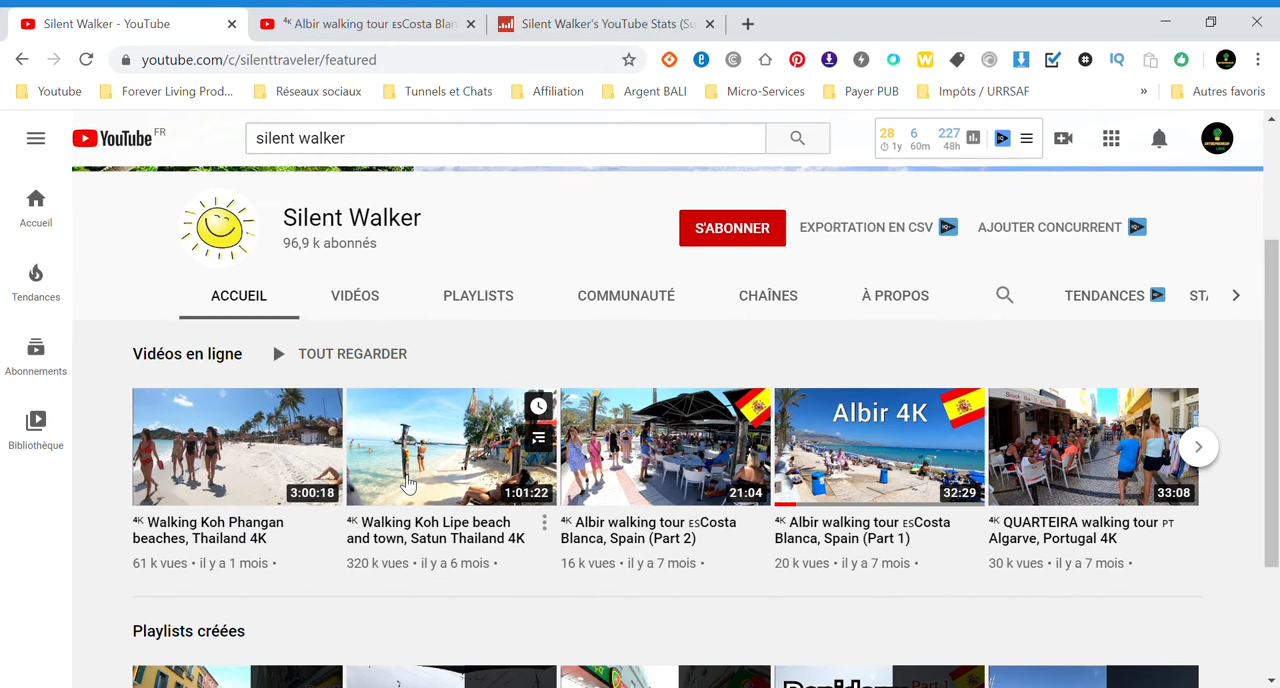 Silent Walker - YouTube
⁴ᴷ Albir walking tour ᴇsCosta Blan
Silent Walker's YouTube Stats (Su
youtube.com/c/silenttraveler/featured
Youtube
Forever Living Prod...
Réseaux sociaux
Tunnels et Chats
Affiliation
Argent BALI
Micro-Services
Payer PUB
Impôts / URRSAF
»
Autres favoris
YouTube FR
silent walker
28 6 227
1y 60m 48h
Accueil
Tendances
Abonnements
Bibliothèque
Silent Walker
96,9 k abonnés
S'ABONNER
EXPORTATION EN CSV
AJOUTER CONCURRENT
ACCUEIL
VIDÉOS
PLAYLISTS
COMMUNAUTÉ
CHAÎNES
À PROPOS
TENDANCES
Vidéos en ligne
TOUT REGARDER
3:00:18
1:01:22
21:04
Albir 4K
32:29
33:08
⁴ᴷ Walking Koh Phangan
beaches, Thailand 4K
61 k vues • il y a 1 mois •
⁴ᴷ Walking Koh Lipe beach
and town, Satun Thailand 4K
320 k vues • il y a 6 mois •
⁴ᴷ Albir walking tour ᴇsCosta
Blanca, Spain (Part 2)
16 k vues • il y a 7 mois •
⁴ᴷ Albir walking tour ᴇsCosta
Blanca, Spain (Part 1)
20 k vues • il y a 7 mois •
⁴ᴷ QUARTEIRA walking tour ᴘᴛ
Algarve, Portugal 4K
30 k vues • il y a 7 mois •
Playlists créées